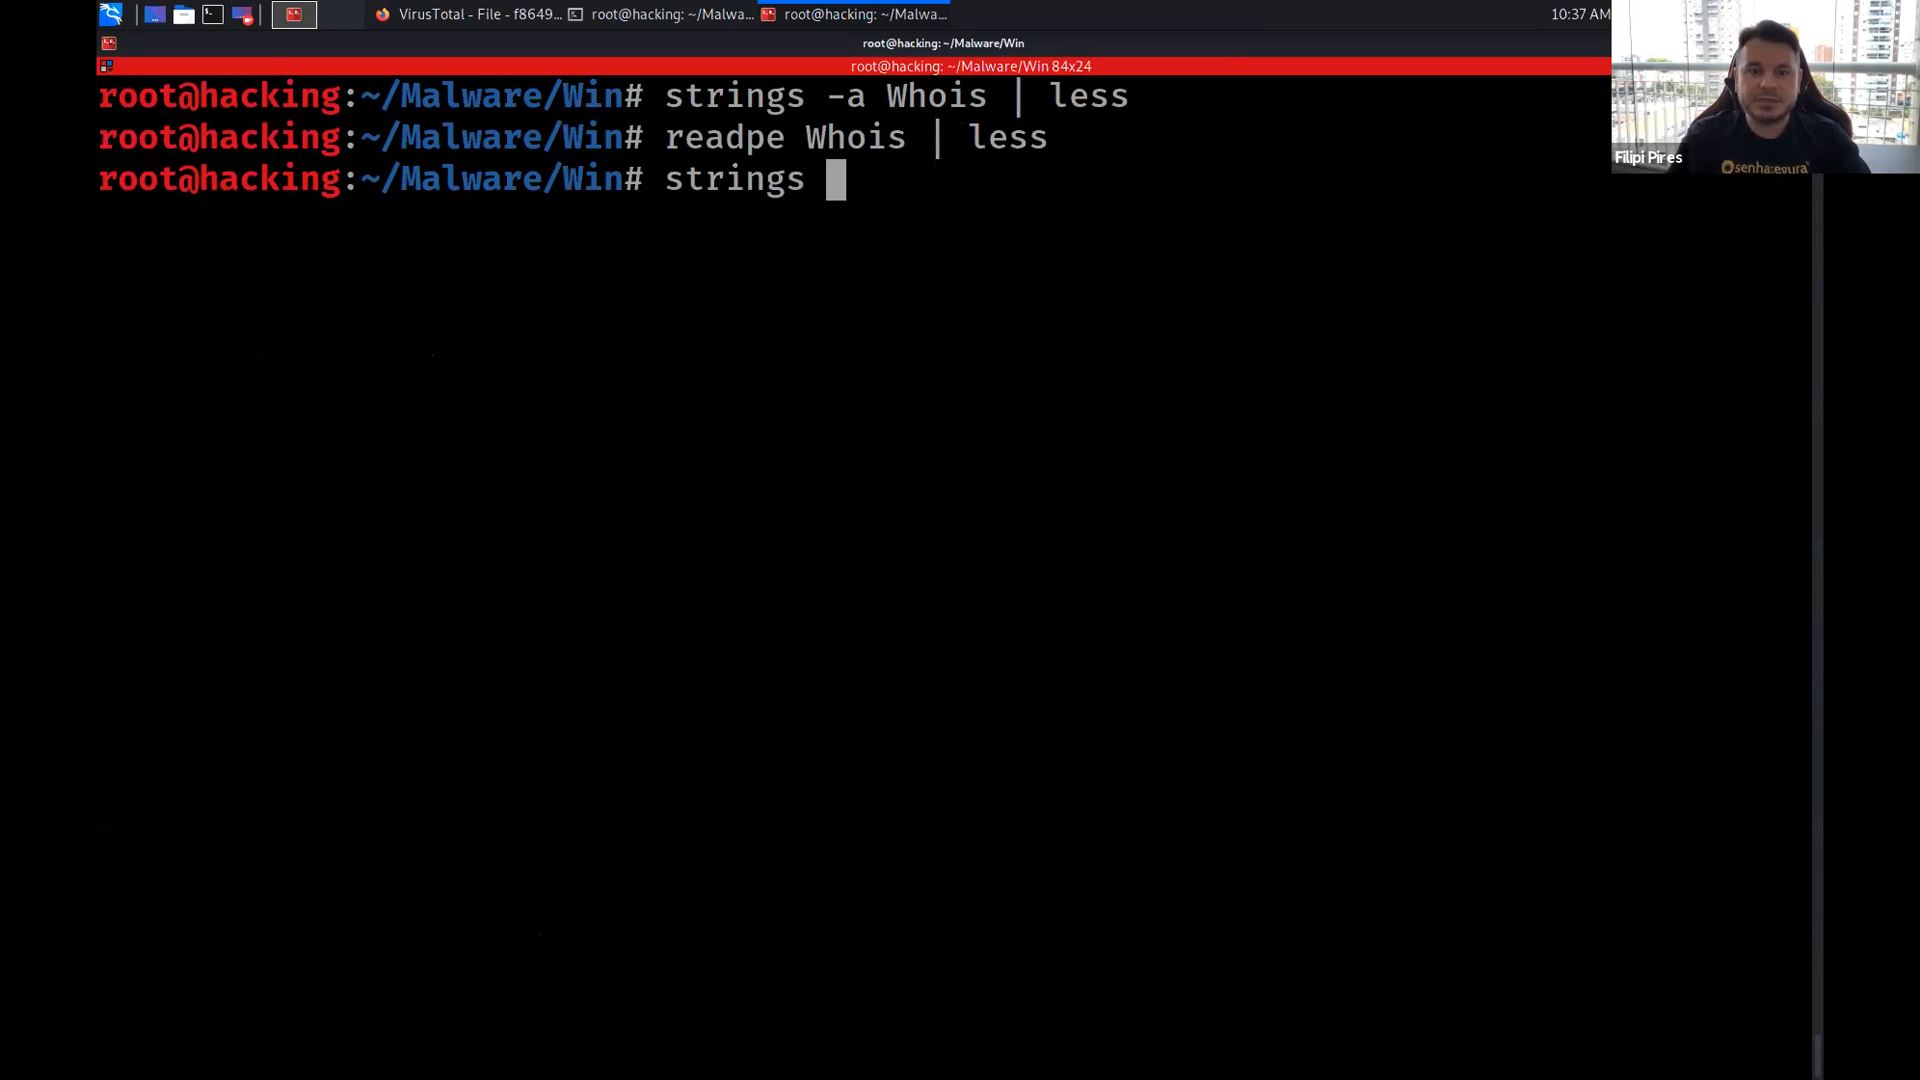 VirusTotal - File - f8649... root@hacking: ~/Malwa... root@hacking: ~/Malwa... 10:37 AM
root@hacking: ~/Malware/Win
root@hacking: ~/Malware/Win 84x24
root@hacking:~/Malware/Win# strings -a Whois | less
root@hacking:~/Malware/Win# readpe Whois | less
root@hacking:~/Malware/Win# strings
Filipi Pires
senhasegura